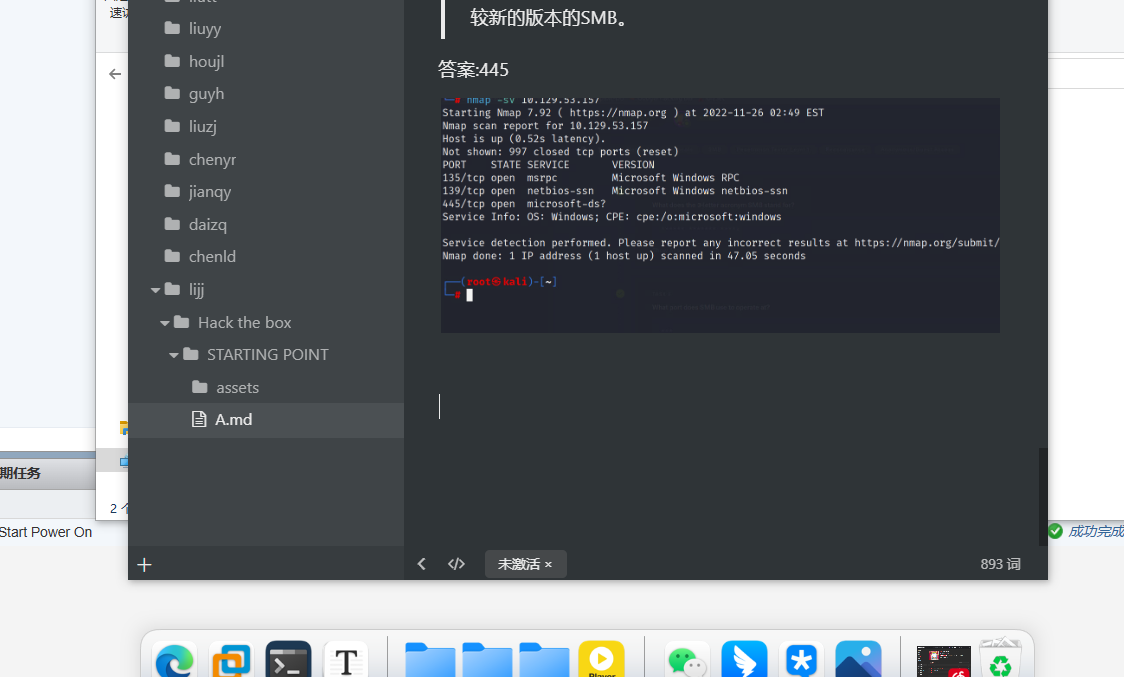 速
较新的版本的SMB。
liuyy
houjl
guyh
liuzj
chenyr
jianqy
daizq
chenld
lijj
Hack the box
STARTING POINT
assets
A.md
答案:445
nmap -sV 10.129.53.157
Starting Nmap 7.92 ( https://nmap.org ) at 2022-11-26 02:49 EST
Nmap scan report for 10.129.53.157
Host is up (0.52s latency).
Not shown: 997 closed tcp ports (reset)
PORT STATE SERVICE VERSION
135/tcp open msrpc Microsoft Windows RPC
139/tcp open netbios-ssn Microsoft Windows netbios-ssn
445/tcp open microsoft-ds?
Service Info: OS: Windows; CPE: cpe:/o:microsoft:windows
Service detection performed. Please report any incorrect results at https://nmap.org/submit/
Nmap done: 1 IP address (1 host up) scanned in 47.05 seconds
(root㉿kali)-[~]
#
期任务
2 个
Start Power On
成功完成
未激活 ×
893 词
T
Player